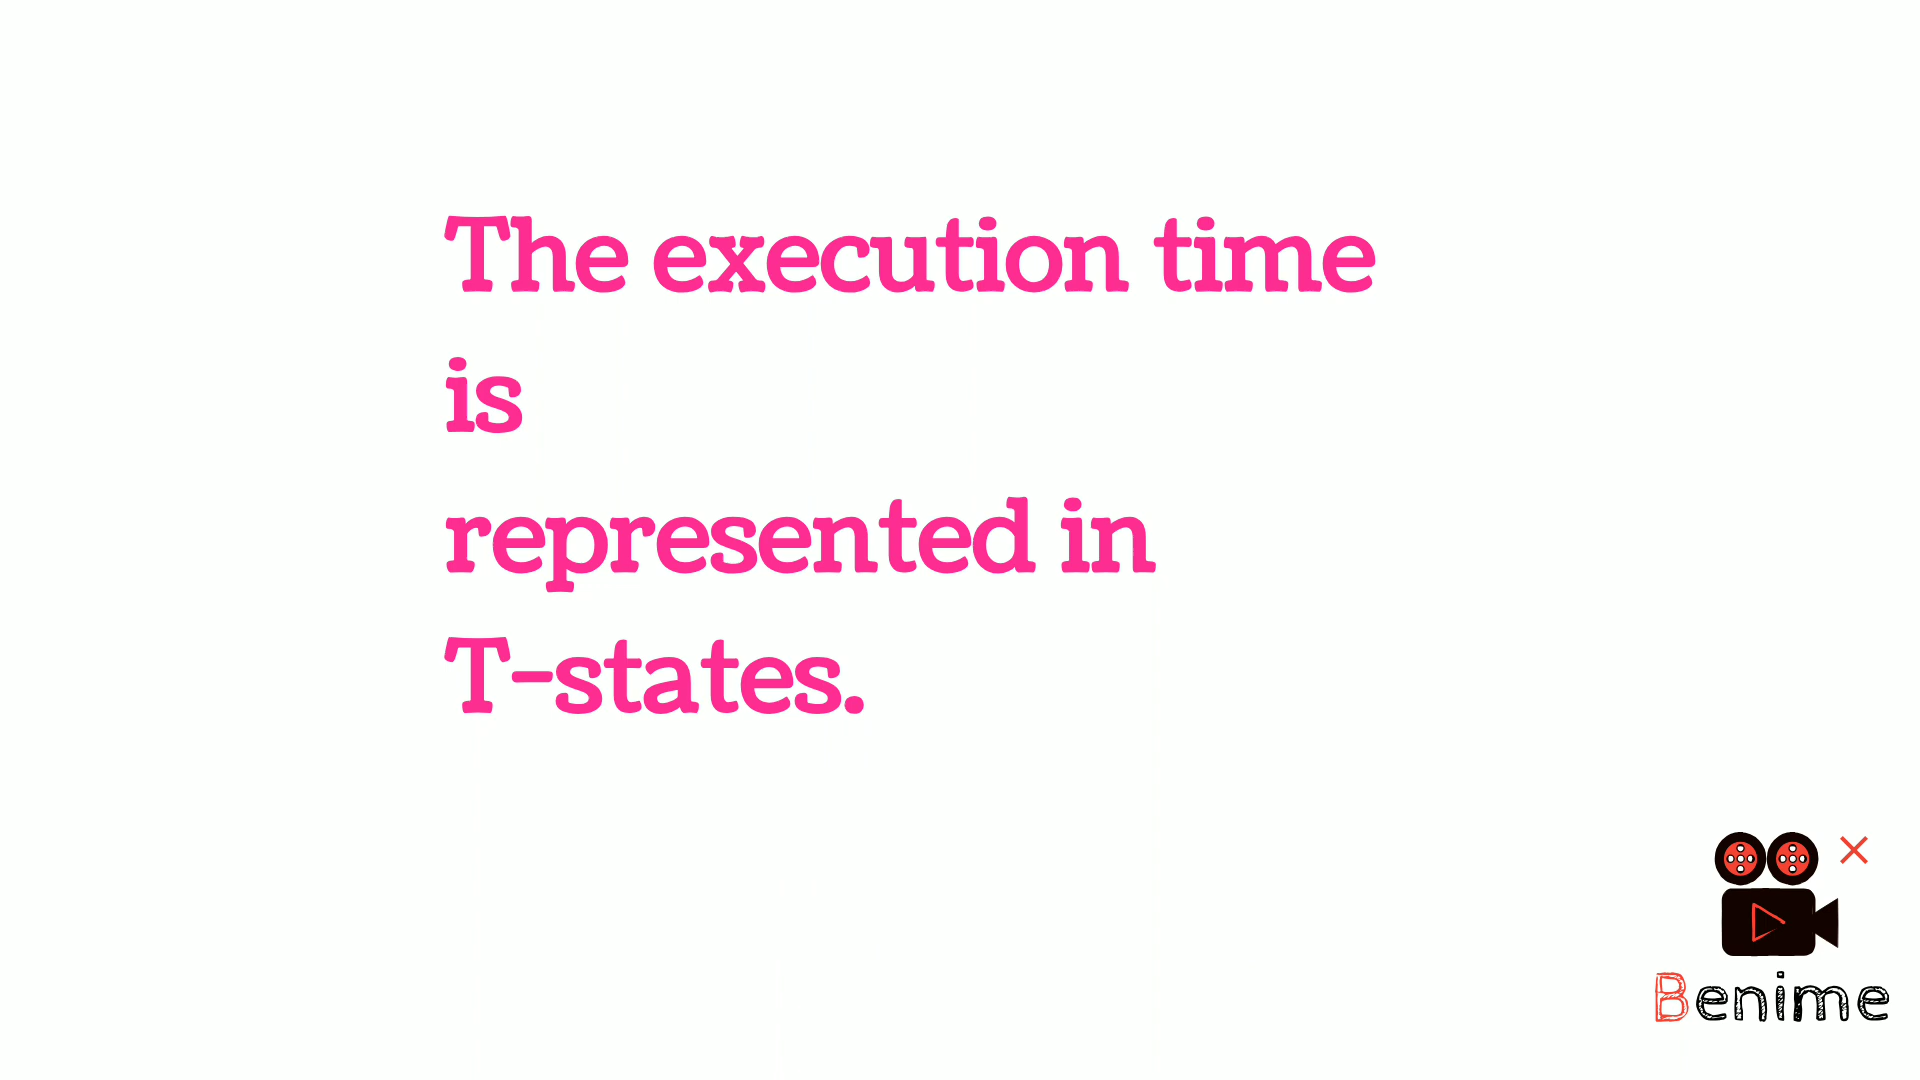 The execution time
is
represented in
T-states.
Benime